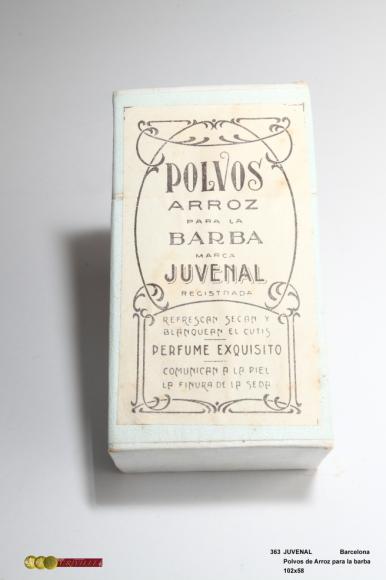 POLVOS
ARROZ
PARA LA
BARBA
MARCA
JUVENAL
REGISTRADA
REFRESCAN SECAN Y
BLANQUEAN EL CUTIS
PERFUME EXQUISITO
COMUNICAN A LA PIEL
LA FINURA DE LA SEDA
363 JUVENAL Barcelona
Polvos de Arroz para la barba
102x58